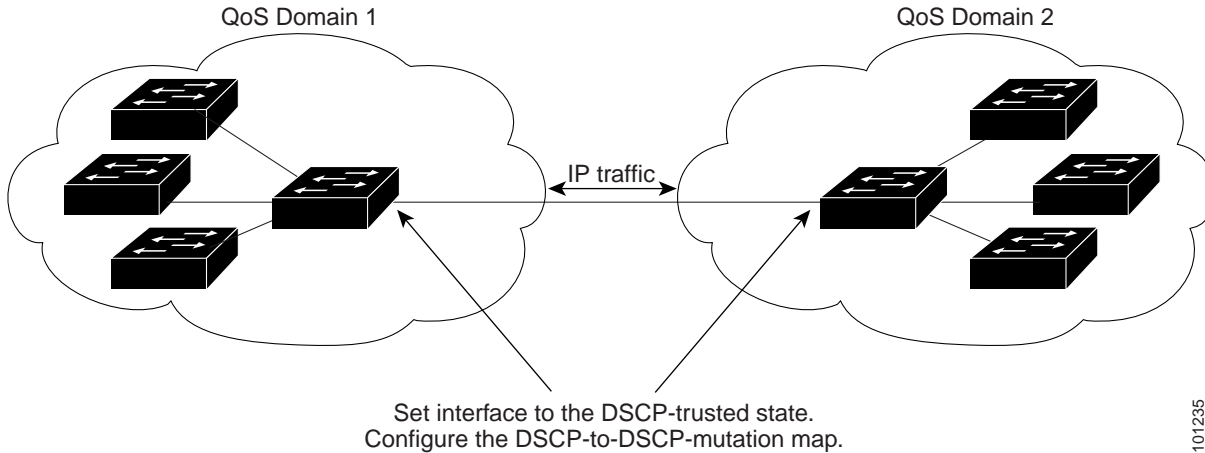 QoS Domain 1
QoS Domain 2
IP traffic
Set interface to the DSCP-trusted state.
Configure the DSCP-to-DSCP-mutation map.
101235